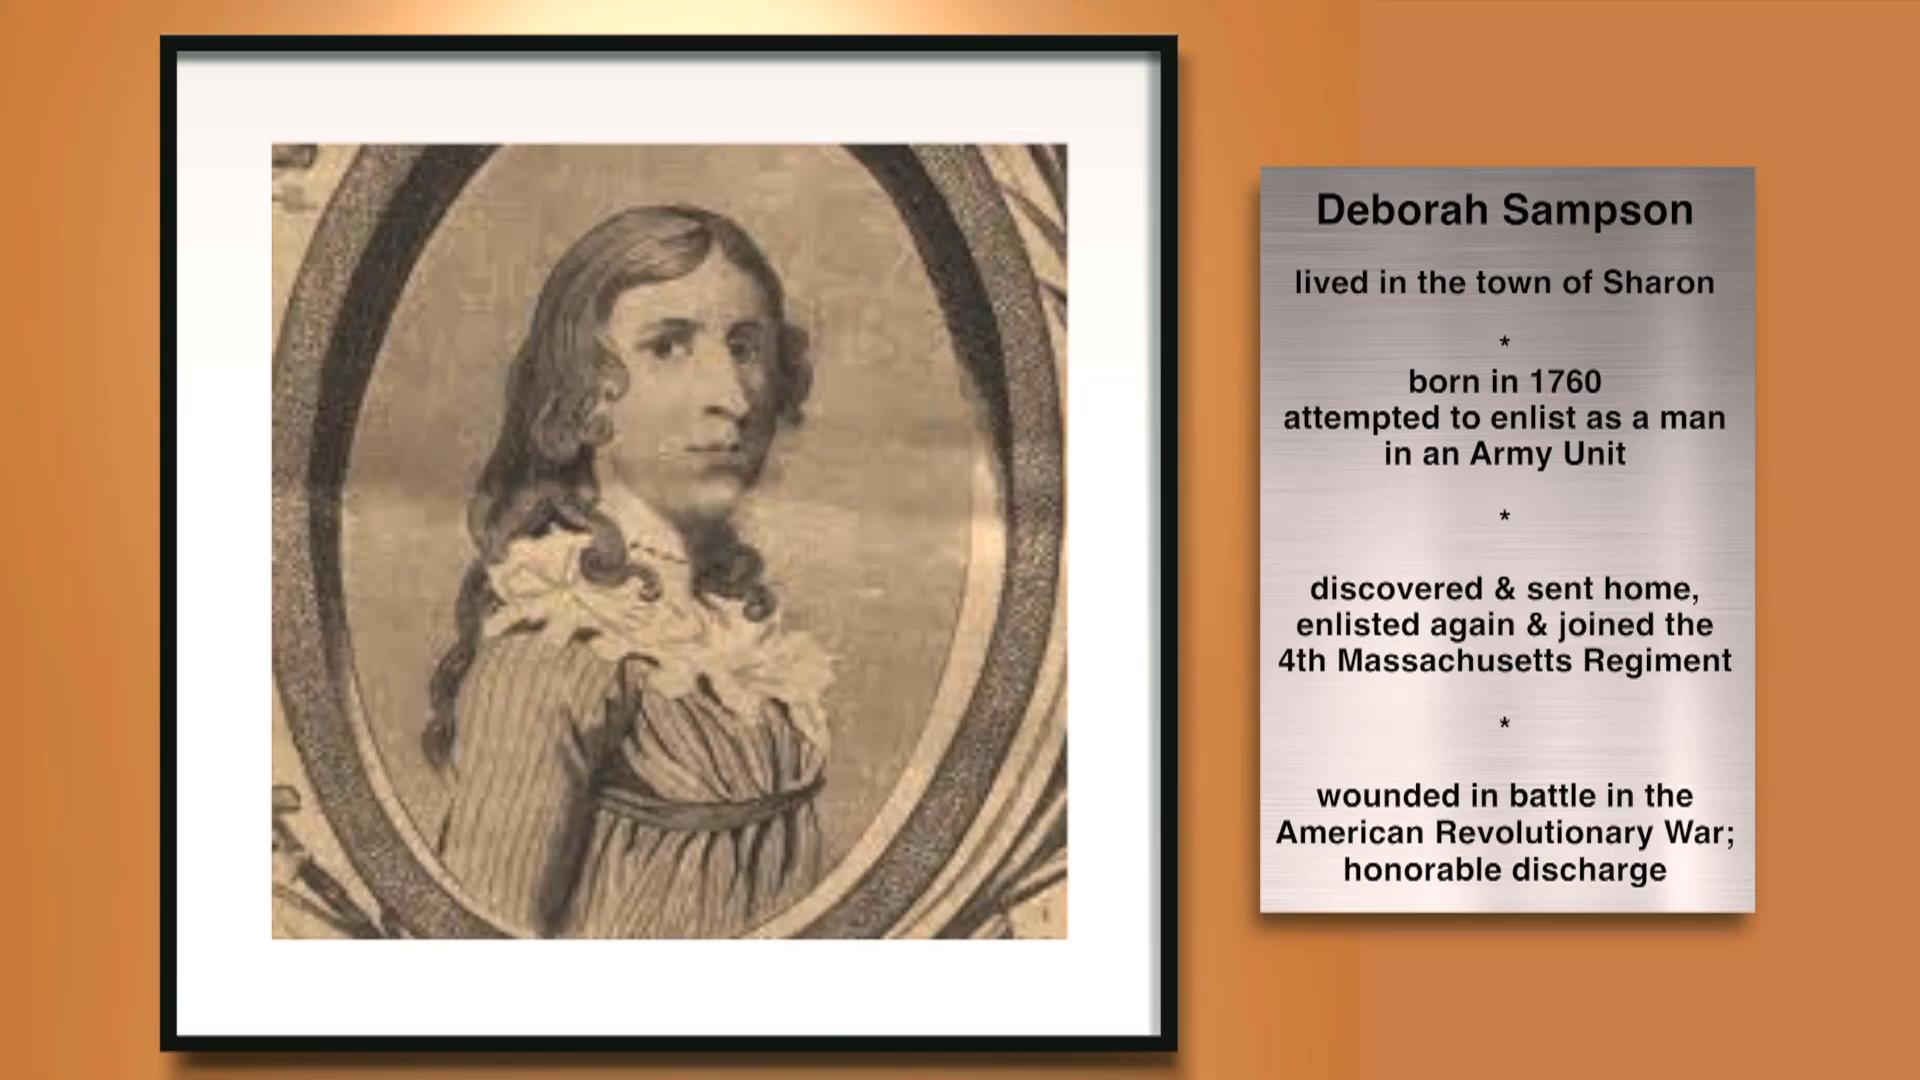 Deborah Sampson
lived in the town of Sharon
*
born in 1760
attempted to enlist as a man
in an Army Unit
*
discovered & sent home,
enlisted again & joined the
4th Massachusetts Regiment
*
wounded in battle in the
American Revolutionary War;
honorable discharge